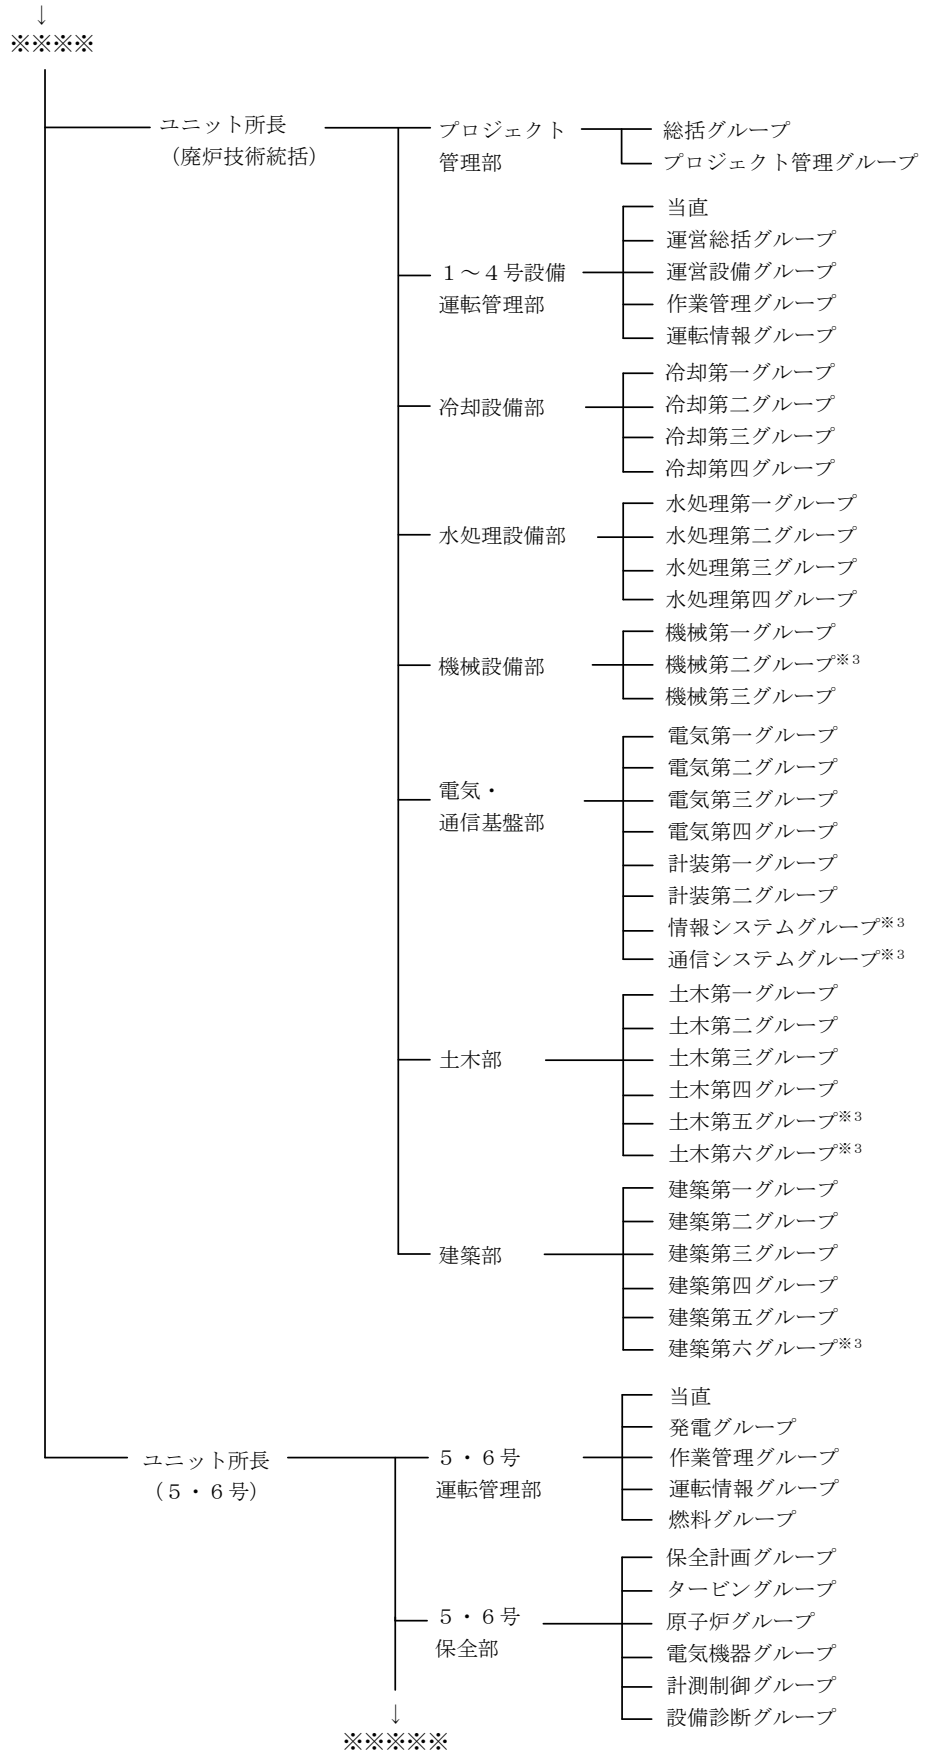 ↓
※※※※
ユニット所長
（廃炉技術統括）
プロジェクト
管理部
総括グループ
プロジェクト管理グループ
１～４号設備
運転管理部
当直
運営総括グループ
運営設備グループ
作業管理グループ
運転情報グループ
冷却設備部
冷却第一グループ
冷却第二グループ
冷却第三グループ
冷却第四グループ
水処理設備部
水処理第一グループ
水処理第二グループ
水処理第三グループ
水処理第四グループ
機械設備部
機械第一グループ
機械第二グループ※３
機械第三グループ
電気・
通信基盤部
電気第一グループ
電気第二グループ
電気第三グループ
電気第四グループ
計装第一グループ
計装第二グループ
情報システムグループ※３
通信システムグループ※３
土木部
土木第一グループ
土木第二グループ
土木第三グループ
土木第四グループ
土木第五グループ※３
土木第六グループ※３
建築部
建築第一グループ
建築第二グループ
建築第三グループ
建築第四グループ
建築第五グループ
建築第六グループ※３
ユニット所長
（５・６号）
５・６号
運転管理部
当直
発電グループ
作業管理グループ
運転情報グループ
燃料グループ
５・６号
保全部
保全計画グループ
タービングループ
原子炉グループ
電気機器グループ
計測制御グループ
設備診断グループ
↓
※※※※※